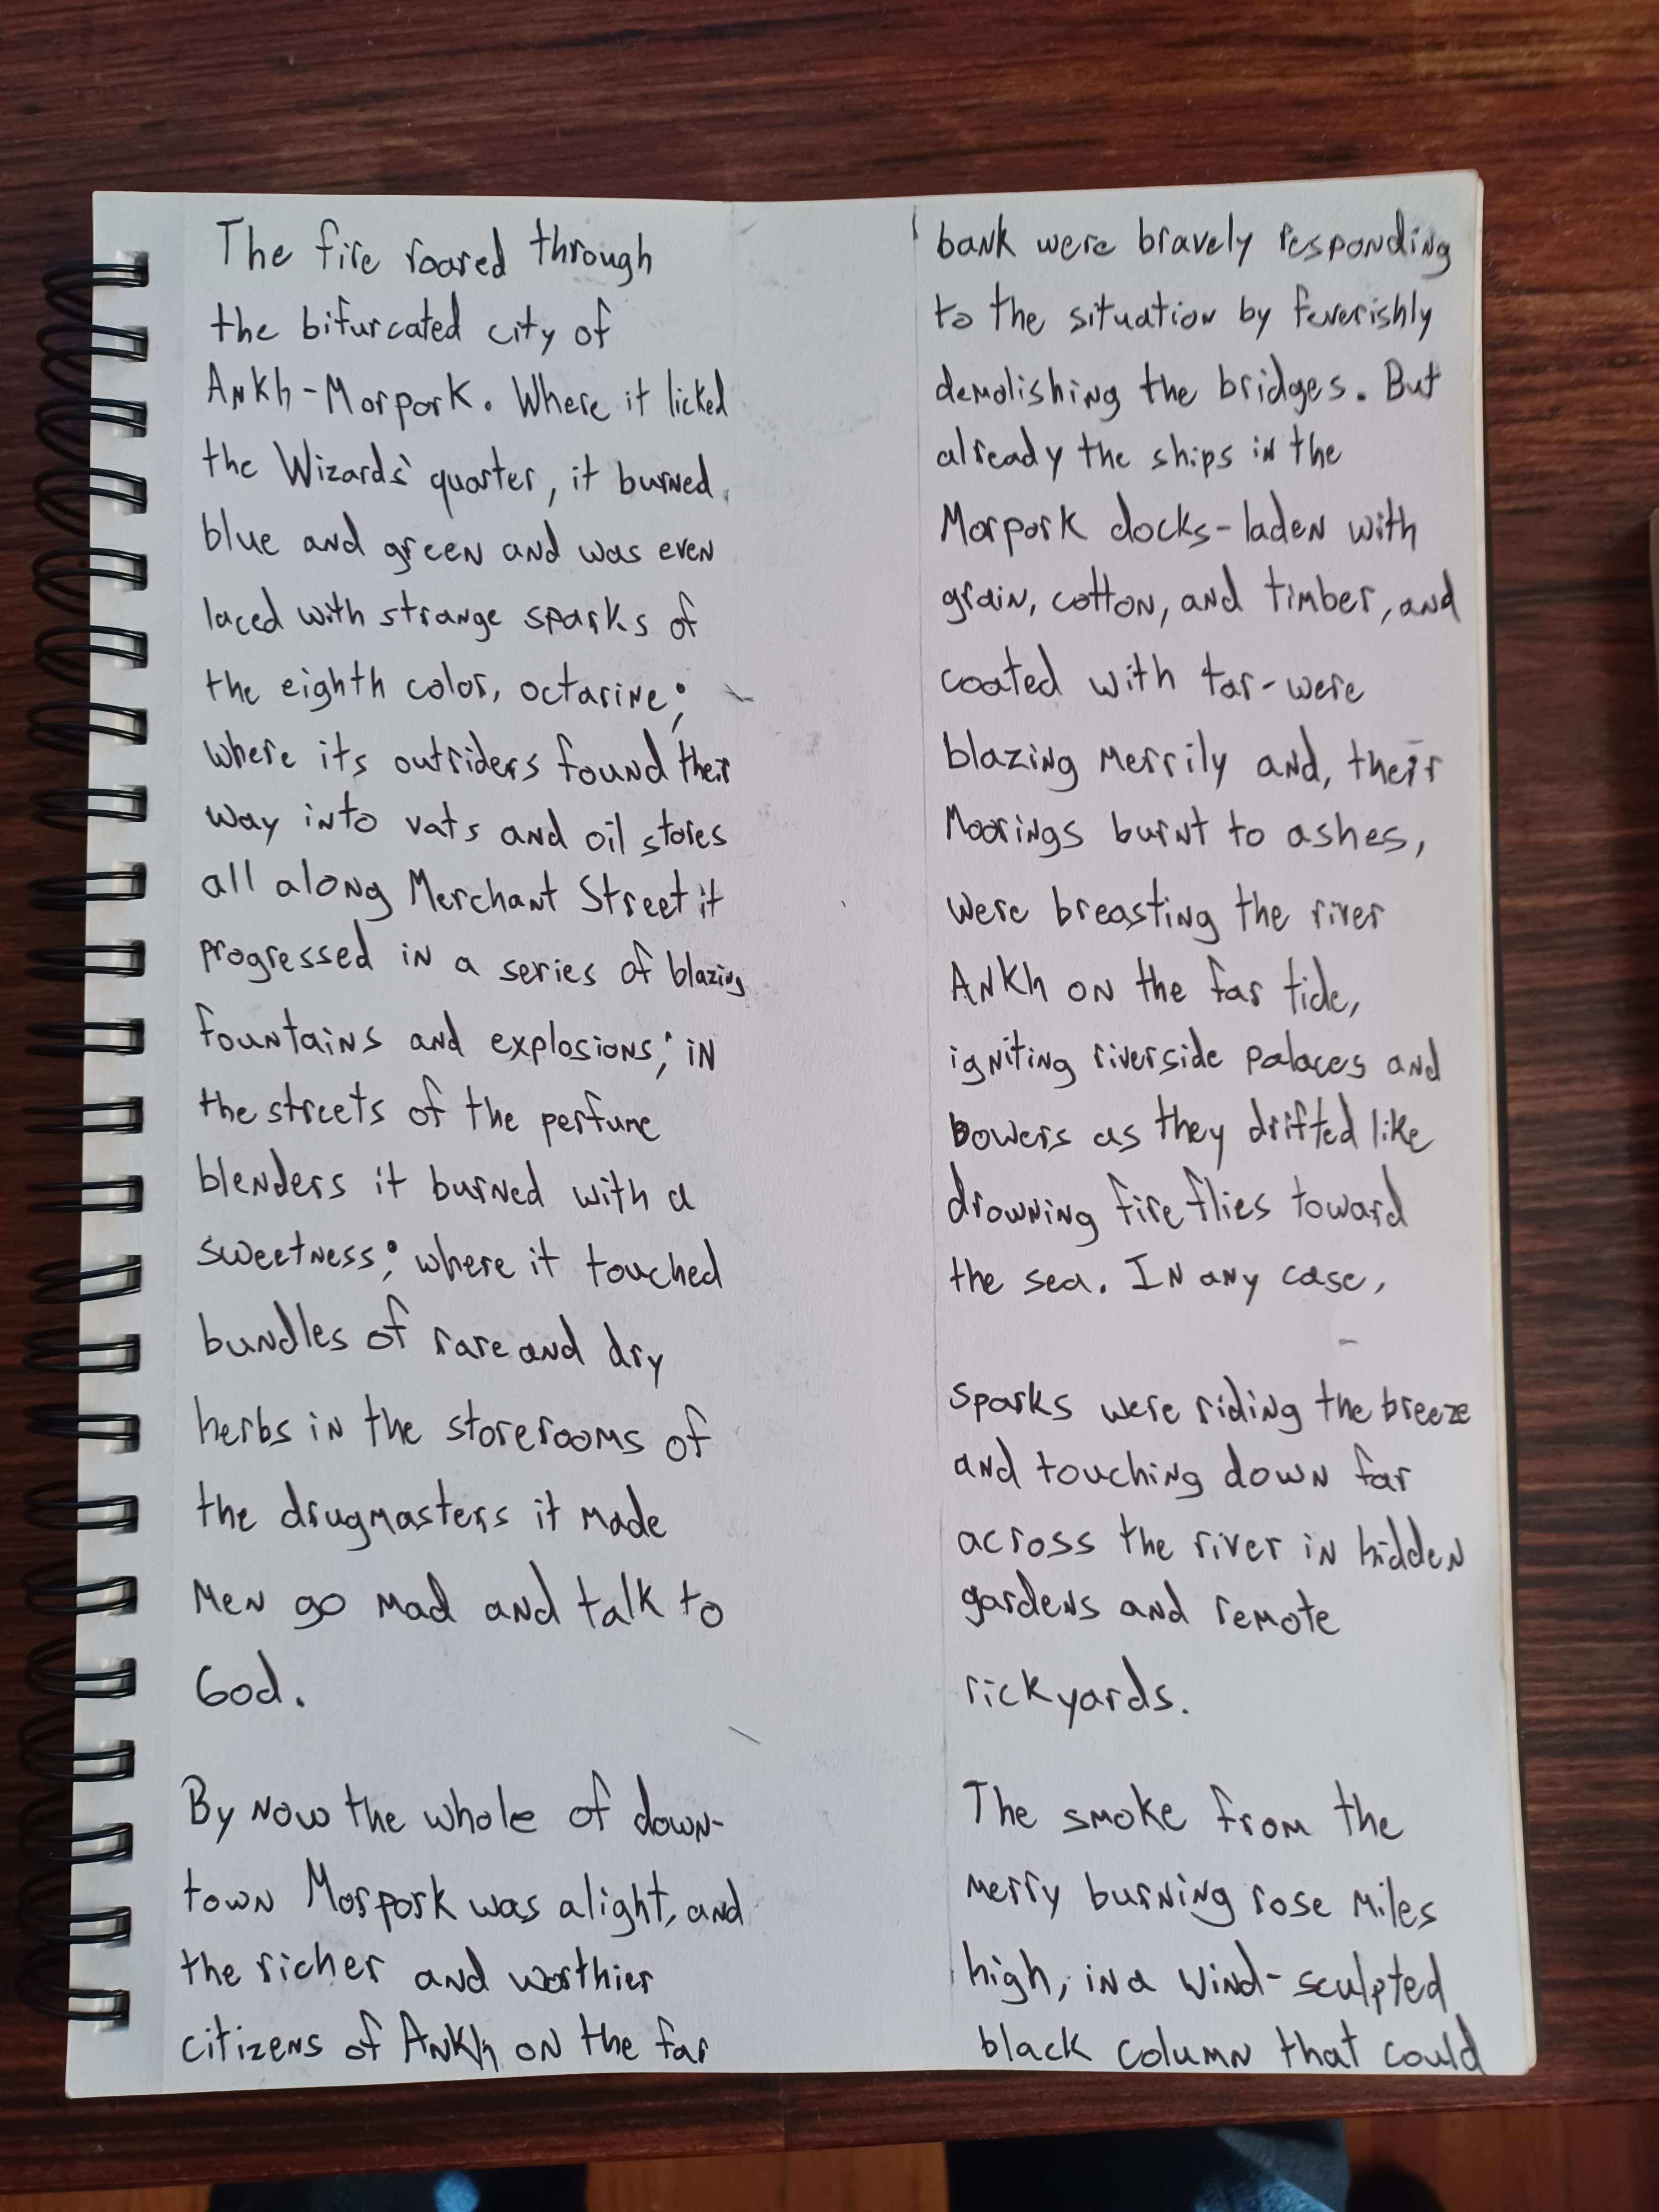 The fire roared through
the bifurcated city of
Ankh-Morpork. Where it licked
the Wizards' quarter, it burned
blue and green and was even
laced with strange sparks of
the eighth color, octarine;
where its outriders found their
way into vats and oil stores
all along Merchant Street it
progressed in a series of blazing
fountains and explosions; in
the streets of the perfume
blenders it burned with a
sweetness; where it touched
bundles of rare and dry
herbs in the storerooms of
the drugmasters it made
men go mad and talk to
God.
By now the whole of down-
town Morpork was alight, and
the richer and worthier
citizens of Ankh on the far
bank were bravely responding
to the situation by feverishly
demolishing the bridges. But
already the ships in the
Morpork docks-laden with
grain, cotton, and timber, and
coated with tar-were
blazing merrily and, their
moorings burnt to ashes,
were breasting the river
Ankh on the far tide,
igniting riverside palaces and
bowers as they drifted like
drowning fireflies toward
the sea. In any case,
sparks were riding the breeze
and touching down far
across the river in hidden
gardens and remote
rickyards.
The smoke from the
merry burning rose miles
high, in a wind-sculpted
black column that could